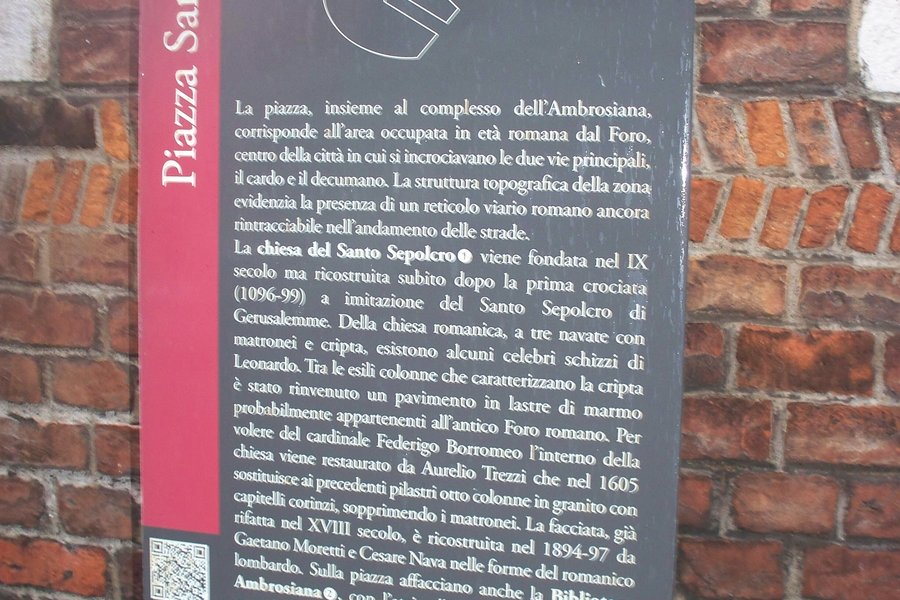 Piazza San
La piazza, insieme al complesso dell'Ambrosiana,
corrisponde all'area occupata in età romana dal Foro,
centro della città in cui si incrociavano le due vie principali,
il cardo e il decumano. La struttura topografica della zona
evidenzia la presenza di un reticolo viario romano ancora
rintracciabile nell'andamento delle strade.
La chiesa del Santo Sepolcro 1 viene fondata nel IX
secolo ma ricostruita subito dopo la prima crociata
(1096-99) a imitazione del Santo Sepolcro di
Gerusalemme. Della chiesa romanica, a tre navate con
matronei e cripta, esistono alcuni celebri schizzi di
Leonardo. Tra le esili colonne che caratterizzano la cripta
è stato rinvenuto un pavimento in lastre di marmo
probabilmente appartenenti all'antico Foro romano. Per
volere del cardinale Federigo Borromeo l'interno della
chiesa viene restaurato da Aurelio Trezzi che nel 1605
sostituisce ai precedenti pilastri otto colonne in granito con
capitelli corinzi, sopprimendo i matronei. La facciata, già
rifatta nel XVIII secolo, è ricostruita nel 1894-97 da
Gaetano Moretti e Cesare Nava nelle forme del romanico
lombardo. Sulla piazza affacciano anche la
Ambrosiana 2, con